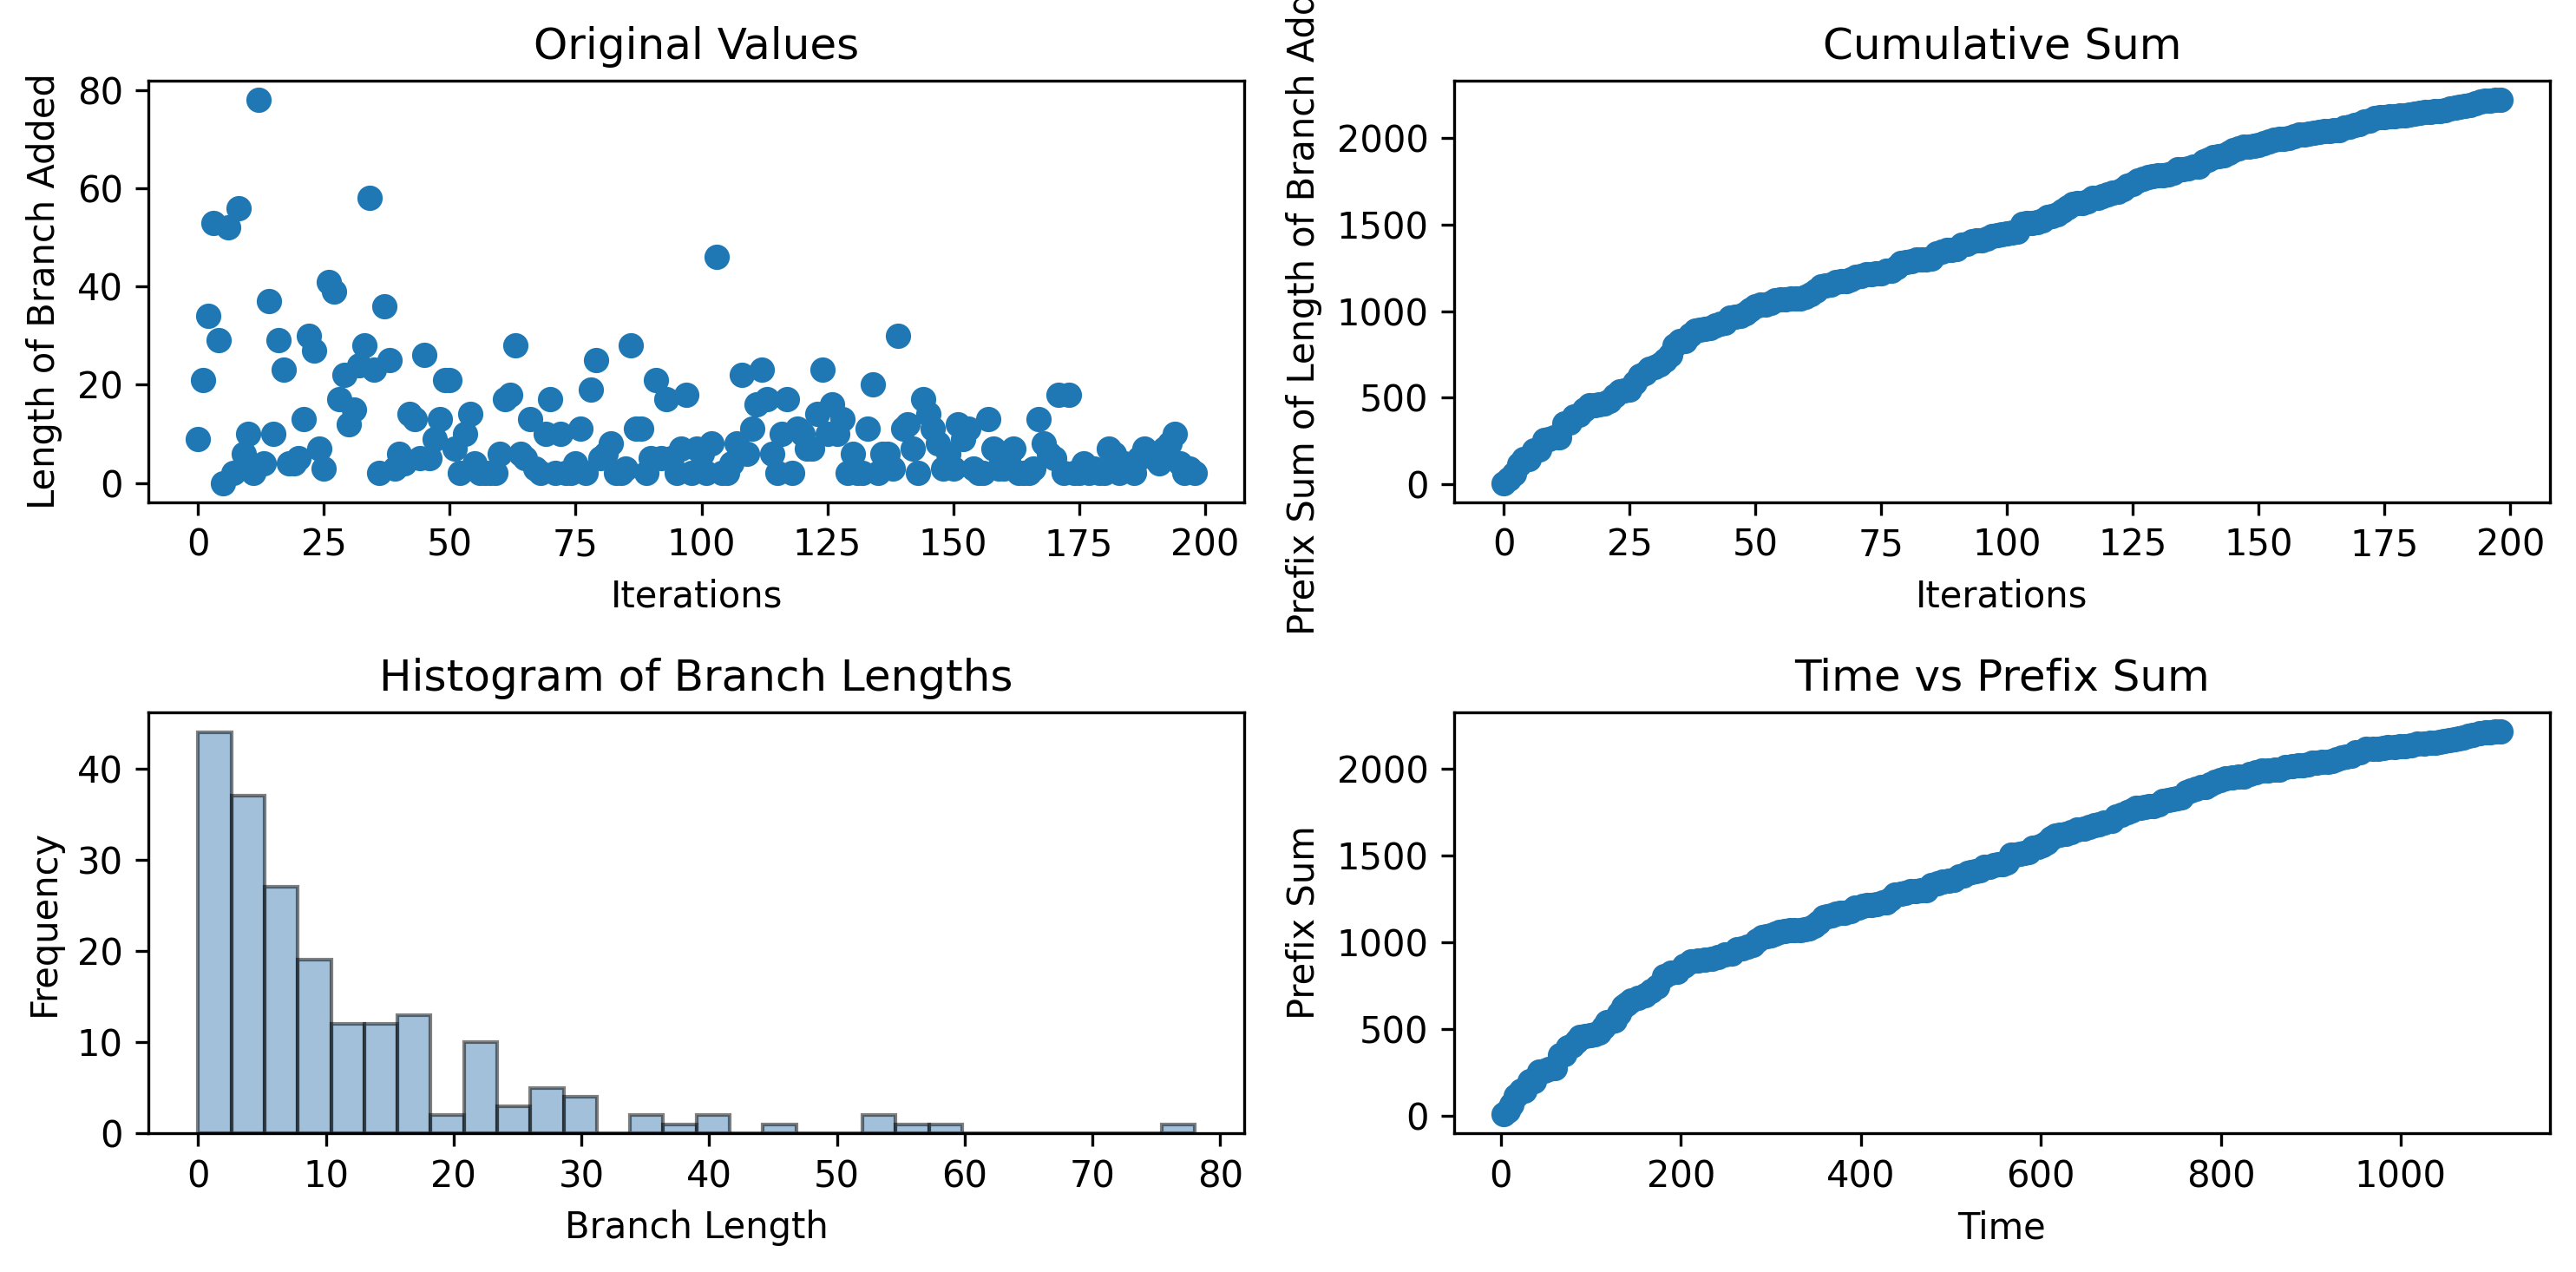 Original Values
Length of Branch Added
80
60
40
20
0
0 25 50 75 100 125 150 175 200
Iterations
Cumulative Sum
Prefix Sum of Length of Branch
2000
1500
1000
500
0
0 25 50 75 100 125 150 175 200
Iterations
Histogram of Branch Lengths
Frequency
40
30
20
10
0
0 10 20 30 40 50 60 70 80
Branch Length
Time vs Prefix Sum
Prefix Sum
2000
1500
1000
500
0
0 200 400 600 800 1000
Time